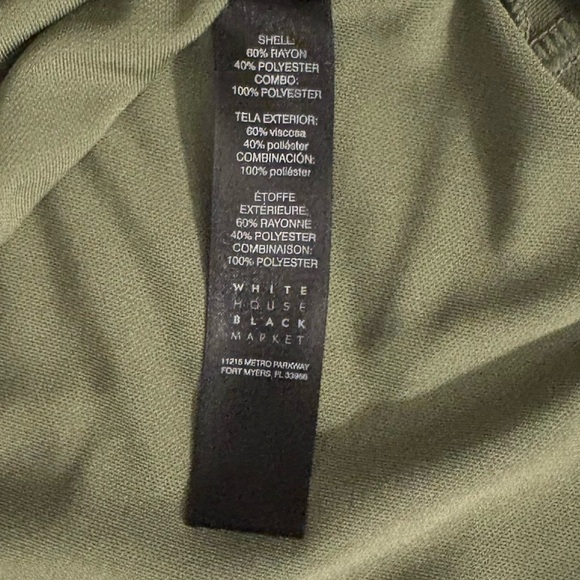 SHELL:
60% RAYON
40% POLYESTER
COMBO:
100% POLYESTER
TELA EXTERIOR:
60% viscosa
40% poliéster
COMBINACIÓN:
100% poliéster
ÉTOFFE
EXTÉRIEURE:
60% RAYONNE
40% POLYESTER
COMBINAISON:
100% POLYESTER
WHITE
HOUSE
BLACK
MARKET
11215 METRO PARKWAY
FORT MYERS, FL 33966